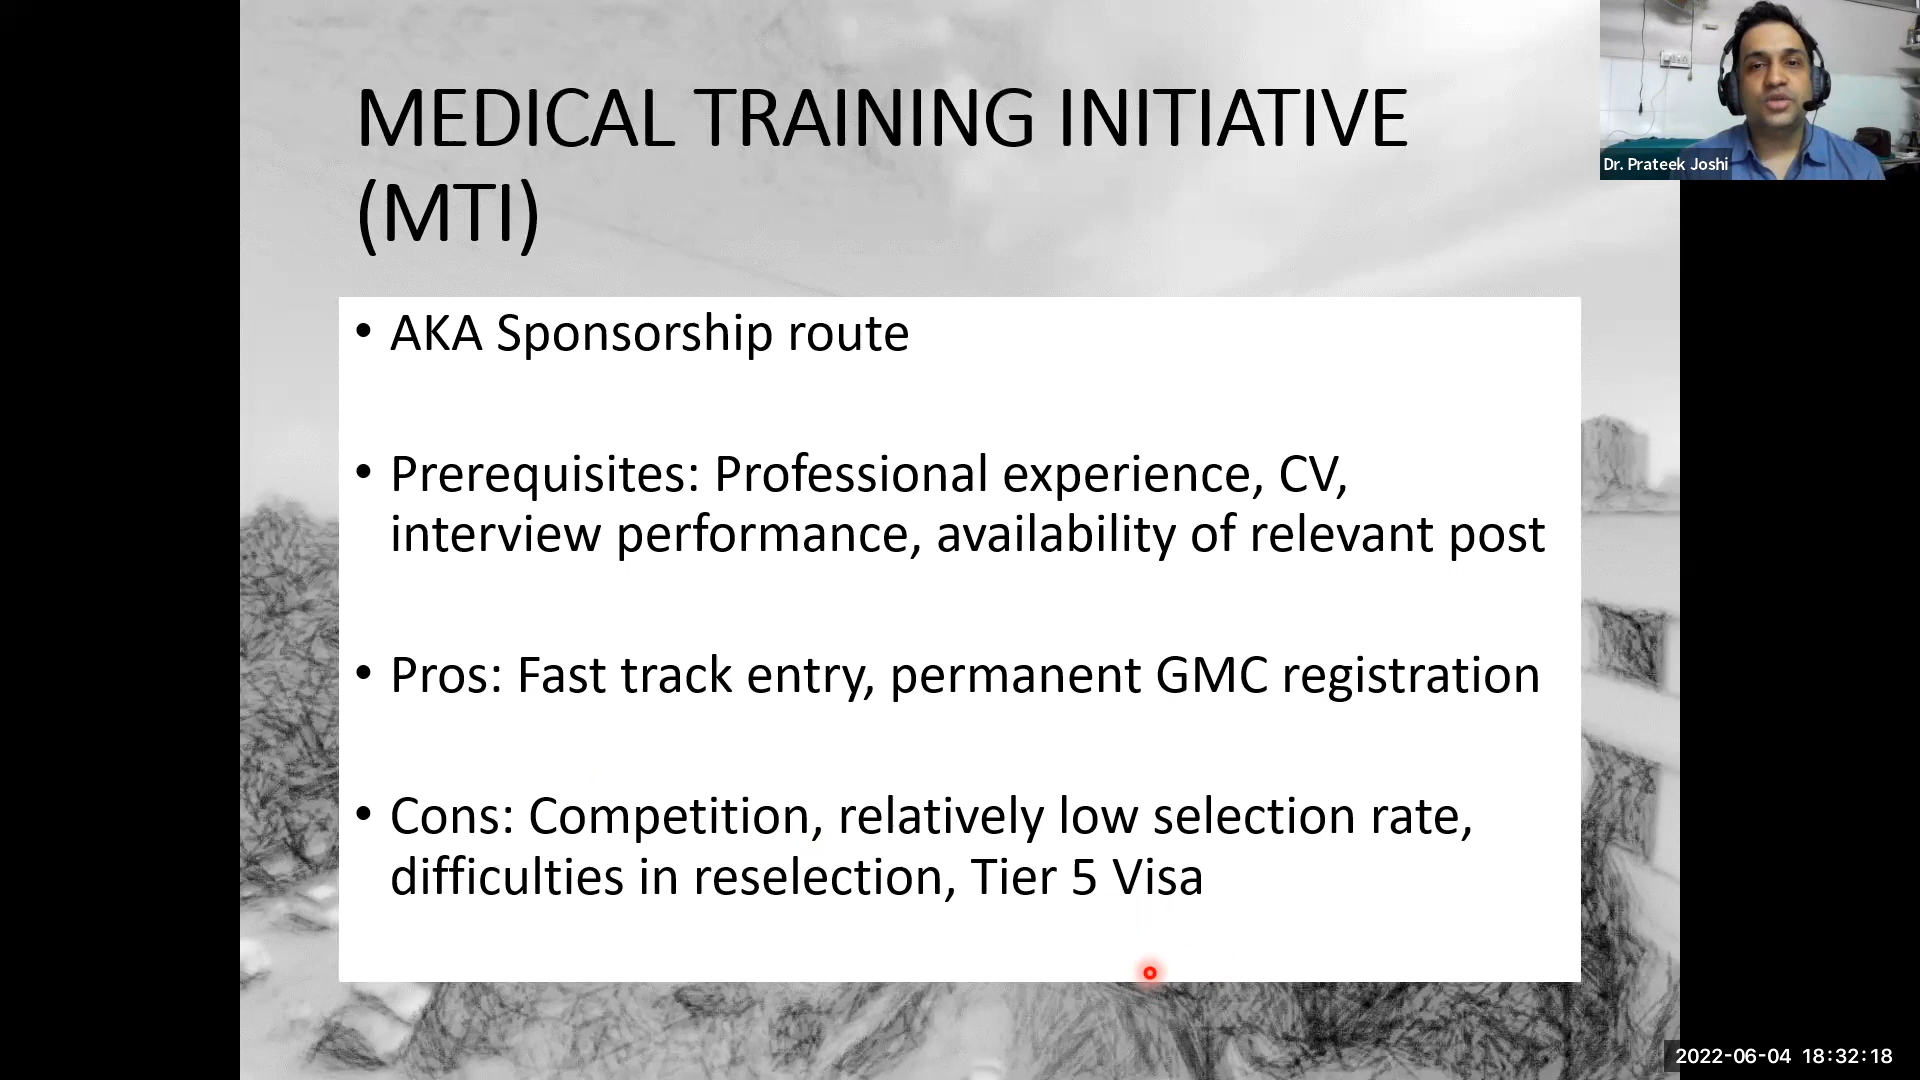 MEDICAL TRAINING INITIATIVE
(MTI)
• AKA Sponsorship route
• Prerequisites: Professional experience, CV,
interview performance, availability of relevant post
• Pros: Fast track entry, permanent GMC registration
• Cons: Competition, relatively low selection rate,
difficulties in reselection, Tier 5 Visa
Dr. Prateek Joshi
2022-06-04 18:32:18